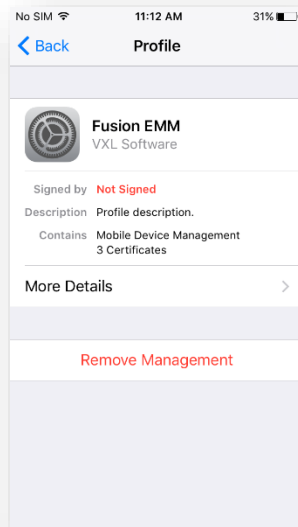 No SIM 11:12 AM 31%
Back Profile
Fusion EMM
VXL Software
Signed by Not Signed
Description Profile description.
Contains Mobile Device Management
3 Certificates
More Details
Remove Management